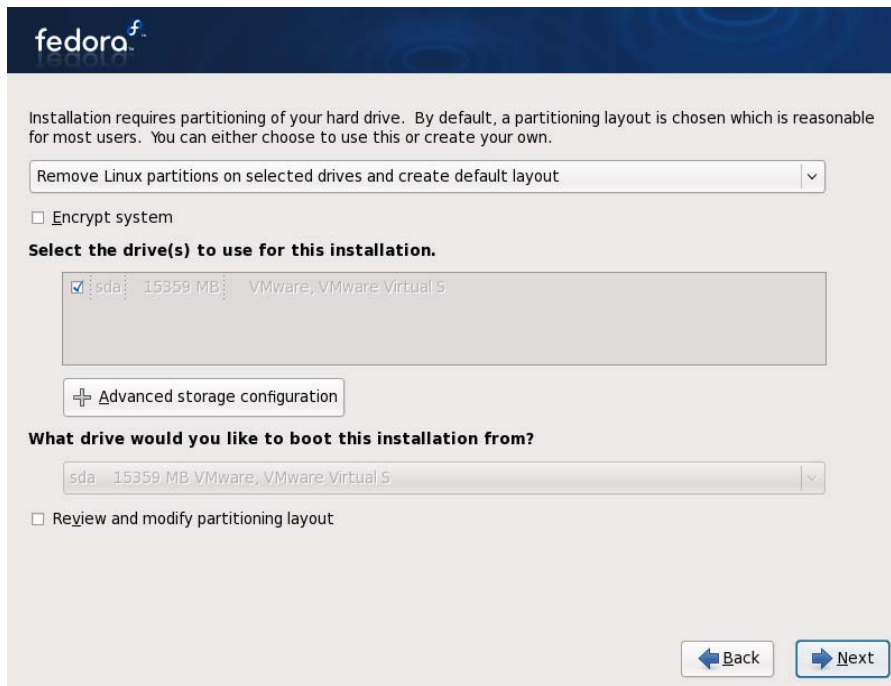 fedora
Installation requires partitioning of your hard drive. By default, a partitioning layout is chosen which is reasonable
for most users. You can either choose to use this or create your own.
Remove Linux partitions on selected drives and create default layout
Encrypt system
Select the drive(s) to use for this installation.
sda 15359 MB VMware, VMware Virtual S
Advanced storage configuration
What drive would you like to boot this installation from?
sda 15359 MB VMware, VMware Virtual S
Review and modify partitioning layout
Back Next